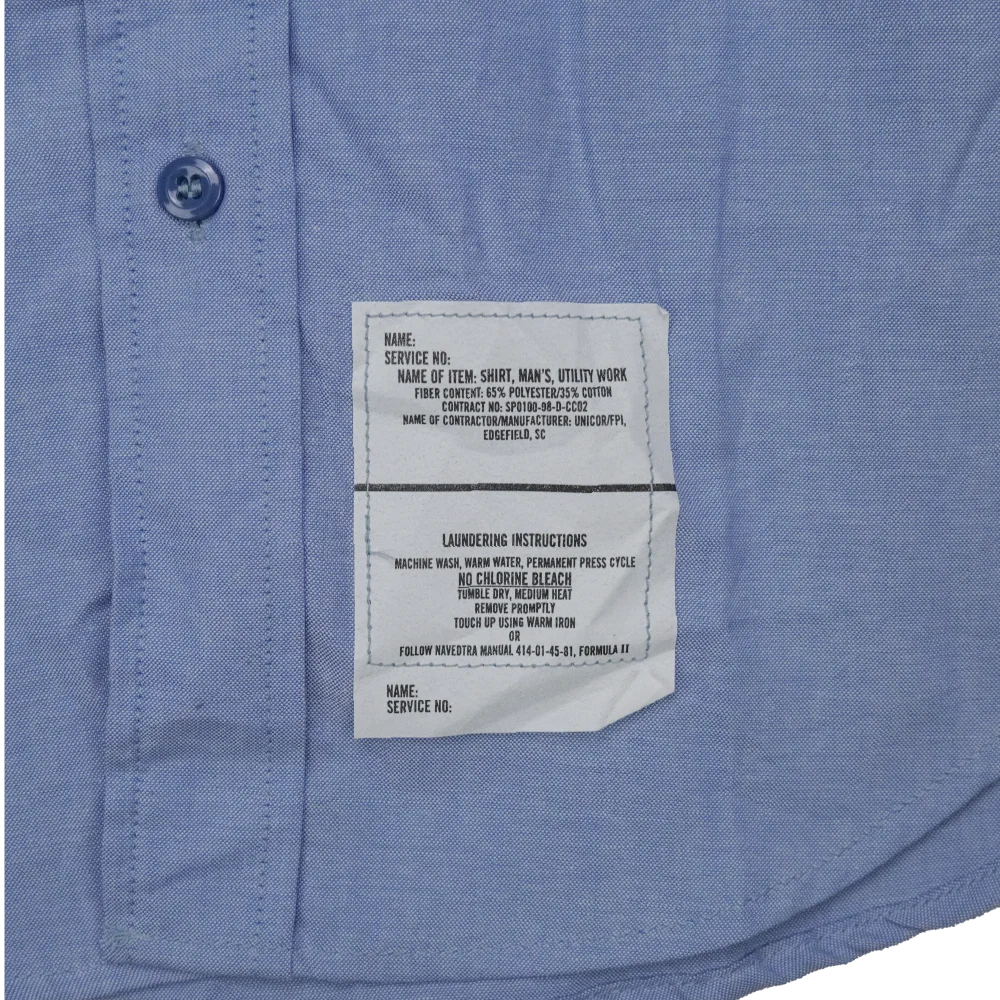 NAME:
SERVICE NO:
NAME OF ITEM: SHIRT, MAN'S, UTILITY WORK
FIBER CONTENT: 65% POLYESTER/35% COTTON
CONTRACT NO: SP0100-98-D-CC02
NAME OF CONTRACTOR/MANUFACTURER: UNICOR/FPI,
EDGEFIELD, SC
LAUNDERING INSTRUCTIONS
MACHINE WASH, WARM WATER, PERMANENT PRESS CYCLE
NO CHLORINE BLEACH
TUMBLE DRY, MEDIUM HEAT
REMOVE PROMPTLY
TOUCH UP USING WARM IRON
OR
FOLLOW NAVEDTRA MANUAL 414-01-45-81, FORMULA II
NAME:
SERVICE NO: